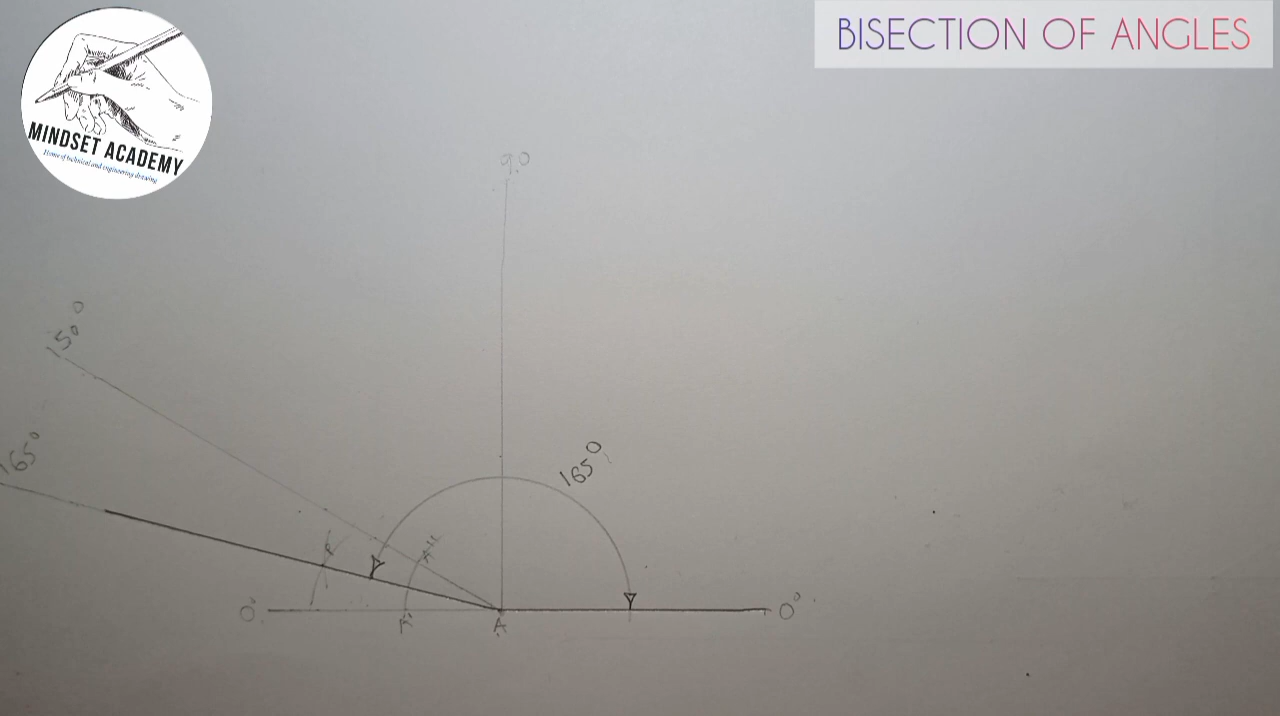 BISECTION OF ANGLES
MINDSET ACADEMY
Home of technical and engineering drawing
90
150°
165°
165°
P
A"
0°
A'
A
0°